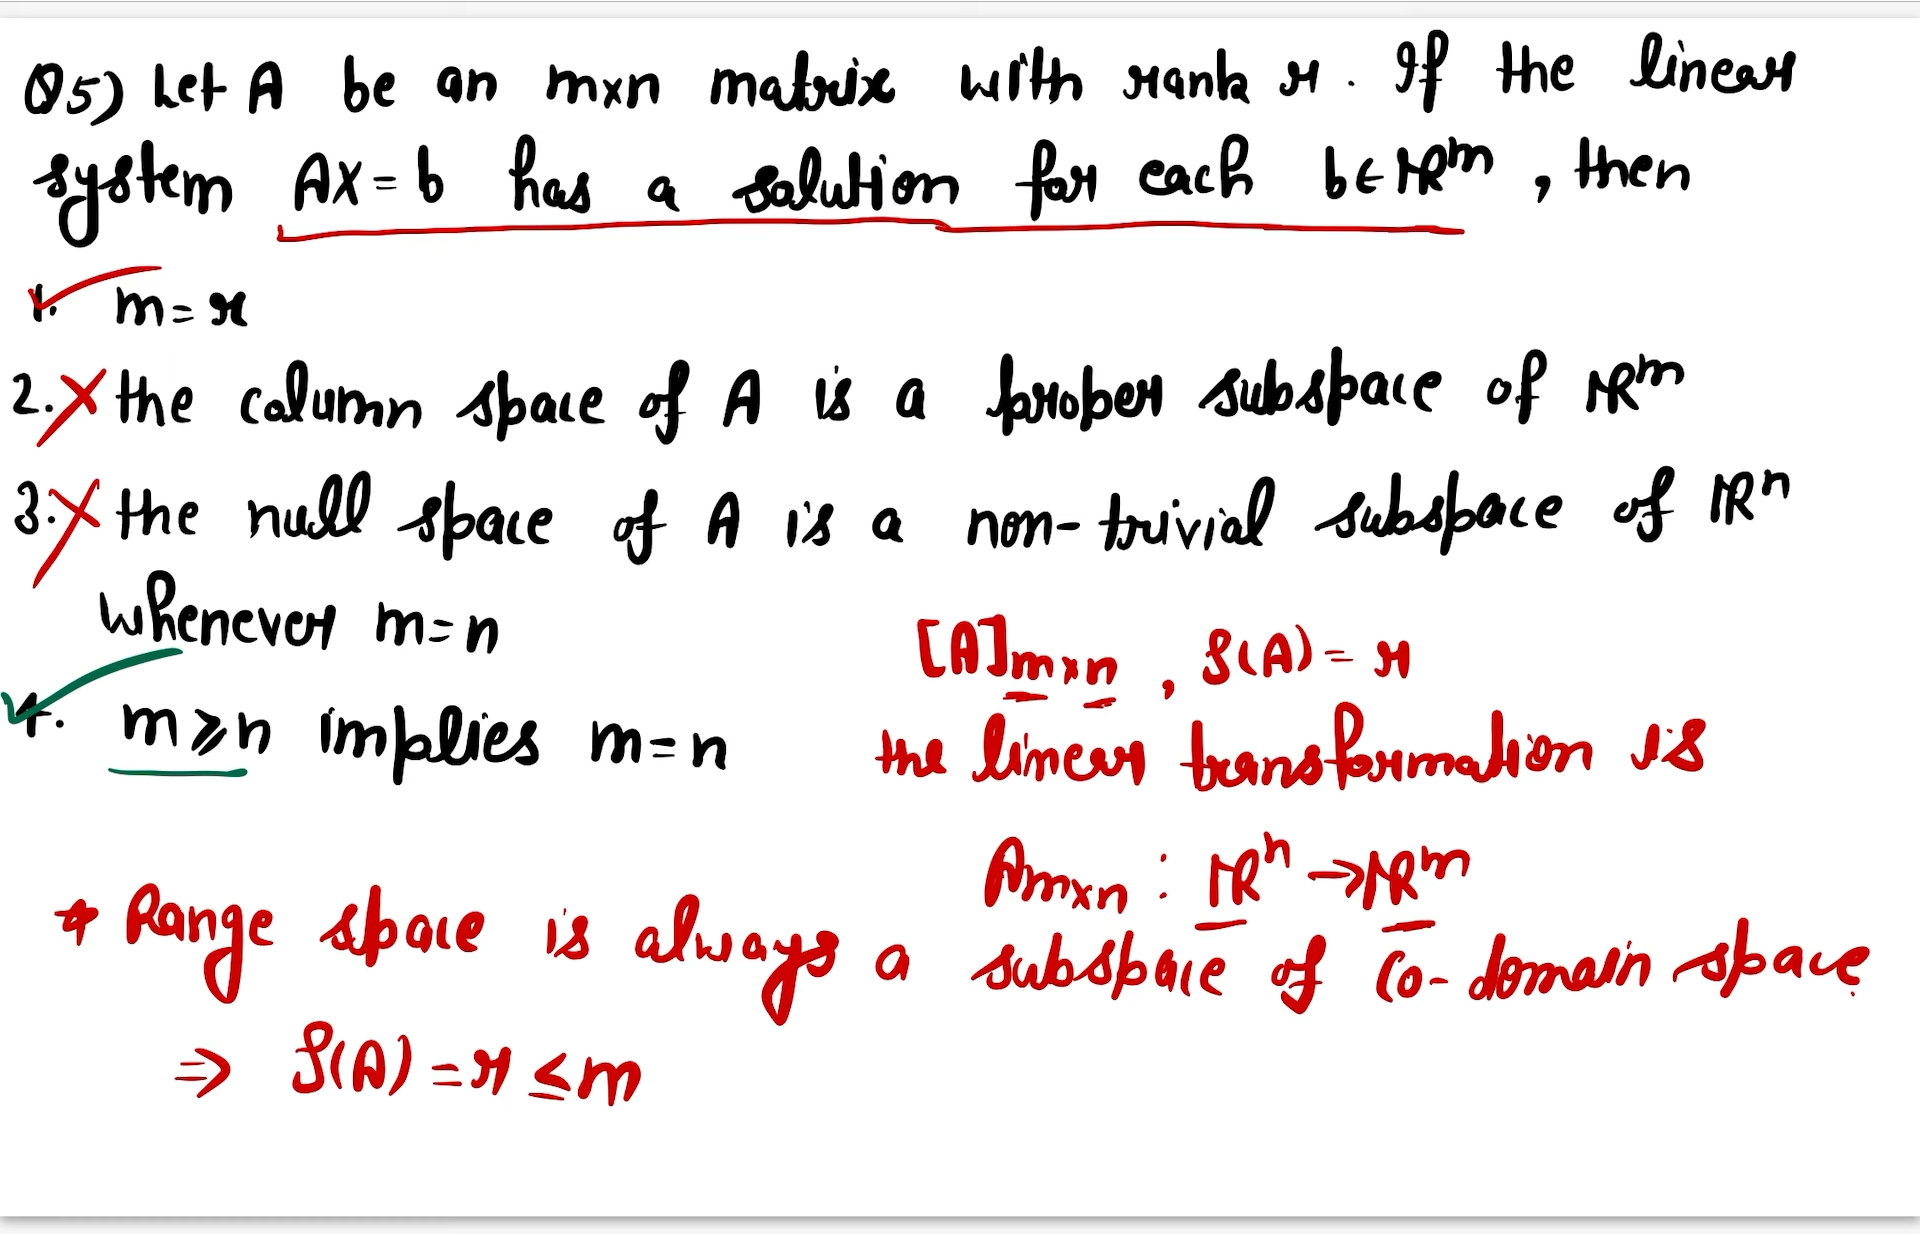 Q5) Let A be an m×n matrix with rank r. If the linear
system AX=b has a solution for each b∈ℝᵐ, then
1. m=r
2. the column space of A is a proper subspace of ℝᵐ
3. the null space of A is a non-trivial subspace of ℝⁿ
whenever m=n
4. m⩾n implies m=n
[A]m×n, ρ(A)=r
the linear transformation is
Am×n : ℝⁿ→ℝᵐ
* Range space is always a subspace of Co-domain space.
⇒ ρ(A)=r≤m